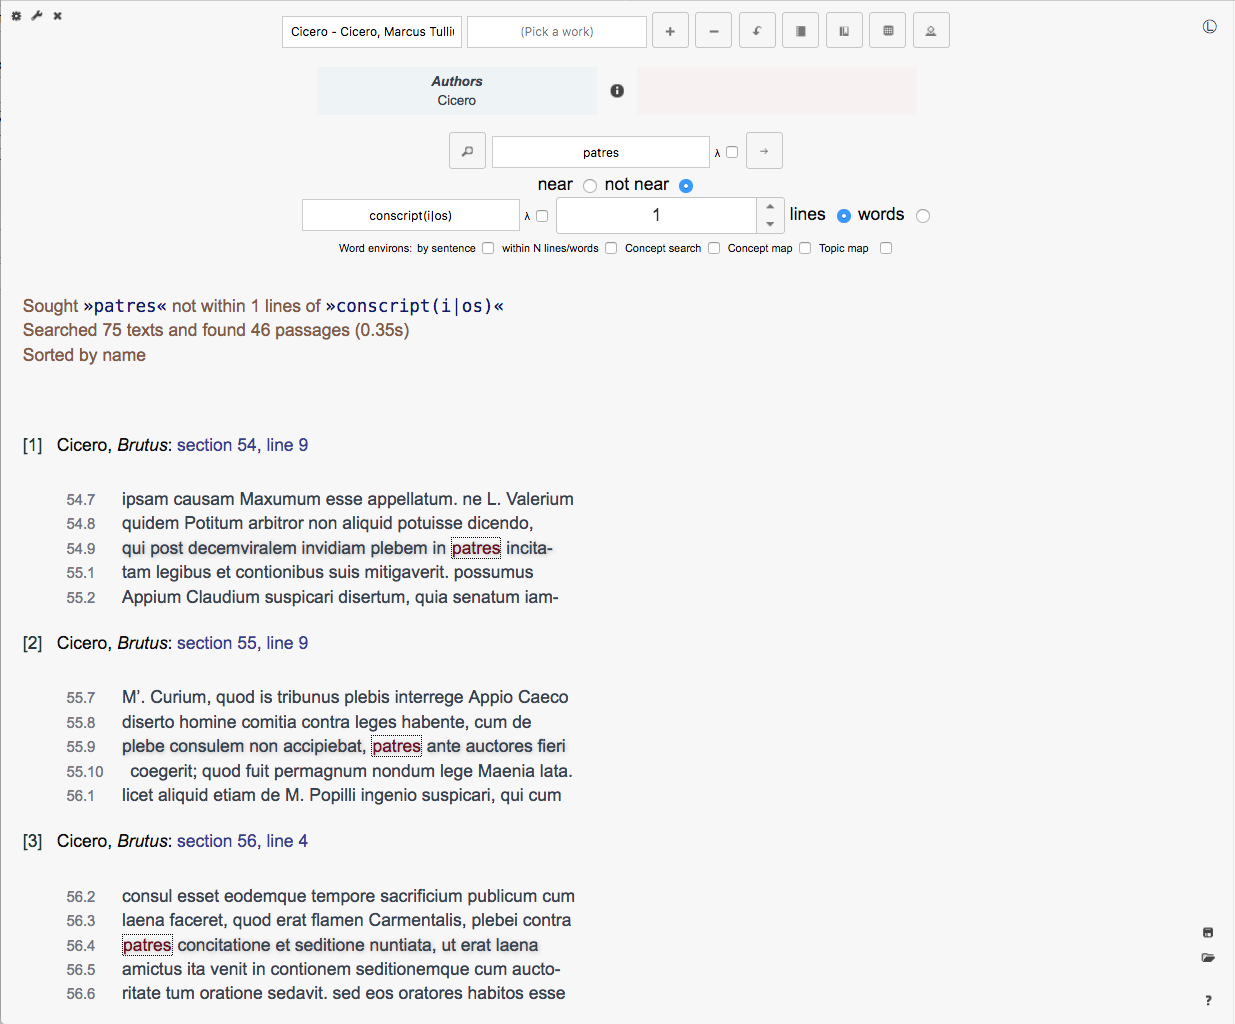 Cicero - Cicero, Marcus Tulli
(Pick a work)
Authors
Cicero
patres
λ
near
not near
conscript(i|os)
λ
1
lines
words
Word environs: by sentence
within N lines/words
Concept search
Concept map
Topic map
Sought »patres« not within 1 lines of »conscript(i|os)«
Searched 75 texts and found 46 passages (0.35s)
Sorted by name
[1] Cicero, Brutus: section 54, line 9
54.7 ipsam causam Maxumum esse appellatum. ne L. Valerium
54.8 quidem Potitum arbitror non aliquid potuisse dicendo,
54.9 qui post decemviralem invidiam plebem in patres incita-
55.1 tam legibus et contionibus suis mitigaverit. possumus
55.2 Appium Claudium suspicari disertum, quia senatum iam-
[2] Cicero, Brutus: section 55, line 9
55.7 M’. Curium, quod is tribunus plebis interrege Appio Caeco
55.8 diserto homine comitia contra leges habente, cum de
55.9 plebe consulem non accipiebat, patres ante auctores fieri
55.10 coegerit; quod fuit permagnum nondum lege Maenia lata.
56.1 licet aliquid etiam de M. Popilli ingenio suspicari, qui cum
[3] Cicero, Brutus: section 56, line 4
56.2 consul esset eodemque tempore sacrificium publicum cum
56.3 laena faceret, quod erat flamen Carmentalis, plebei contra
56.4 patres concitatione et seditione nuntiata, ut erat laena
56.5 amictus ita venit in contionem seditionemque cum aucto-
56.6 ritate tum oratione sedavit. sed eos oratores habitos esse